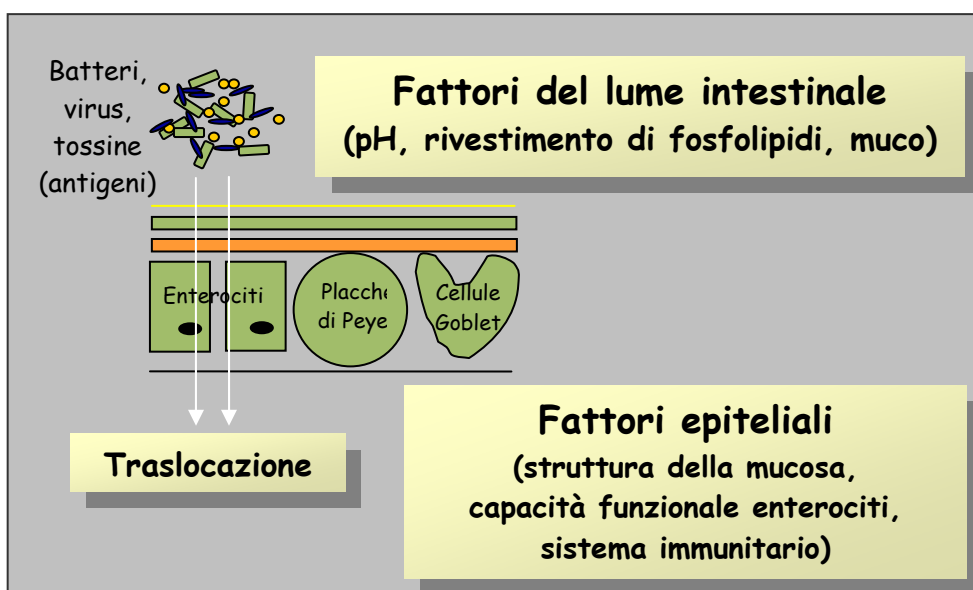 Batteri,
virus,
tossine
(antigeni)
Fattori del lume intestinale
(pH, rivestimento di fosfolipidi, muco)
Enterociti
Placche
di Peye
Cellule
Goblet
Traslocazione
Fattori epiteliali
(struttura della mucosa,
capacità funzionale enterociti,
sistema immunitario)